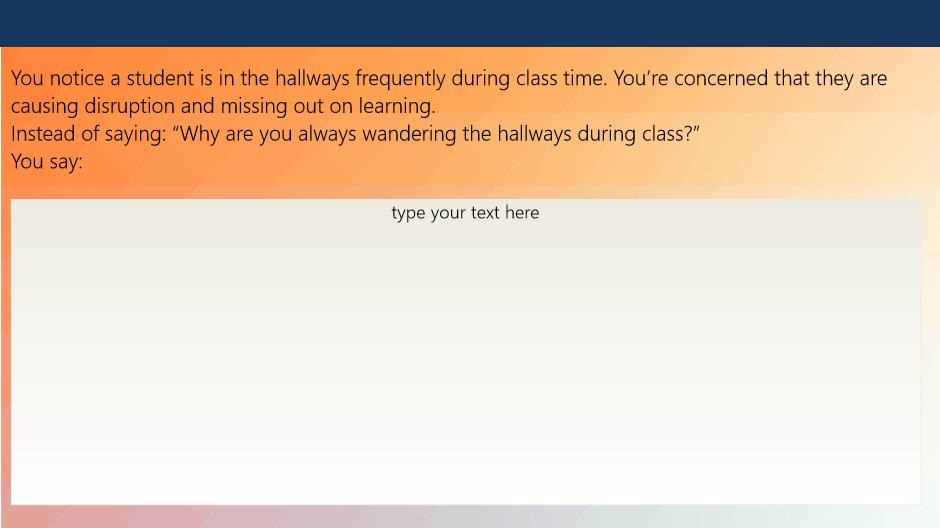 You notice a student is in the hallways frequently during class time. You’re concerned that they are
causing disruption and missing out on learning.
Instead of saying: “Why are you always wandering the hallways during class?”
You say:
type your text here